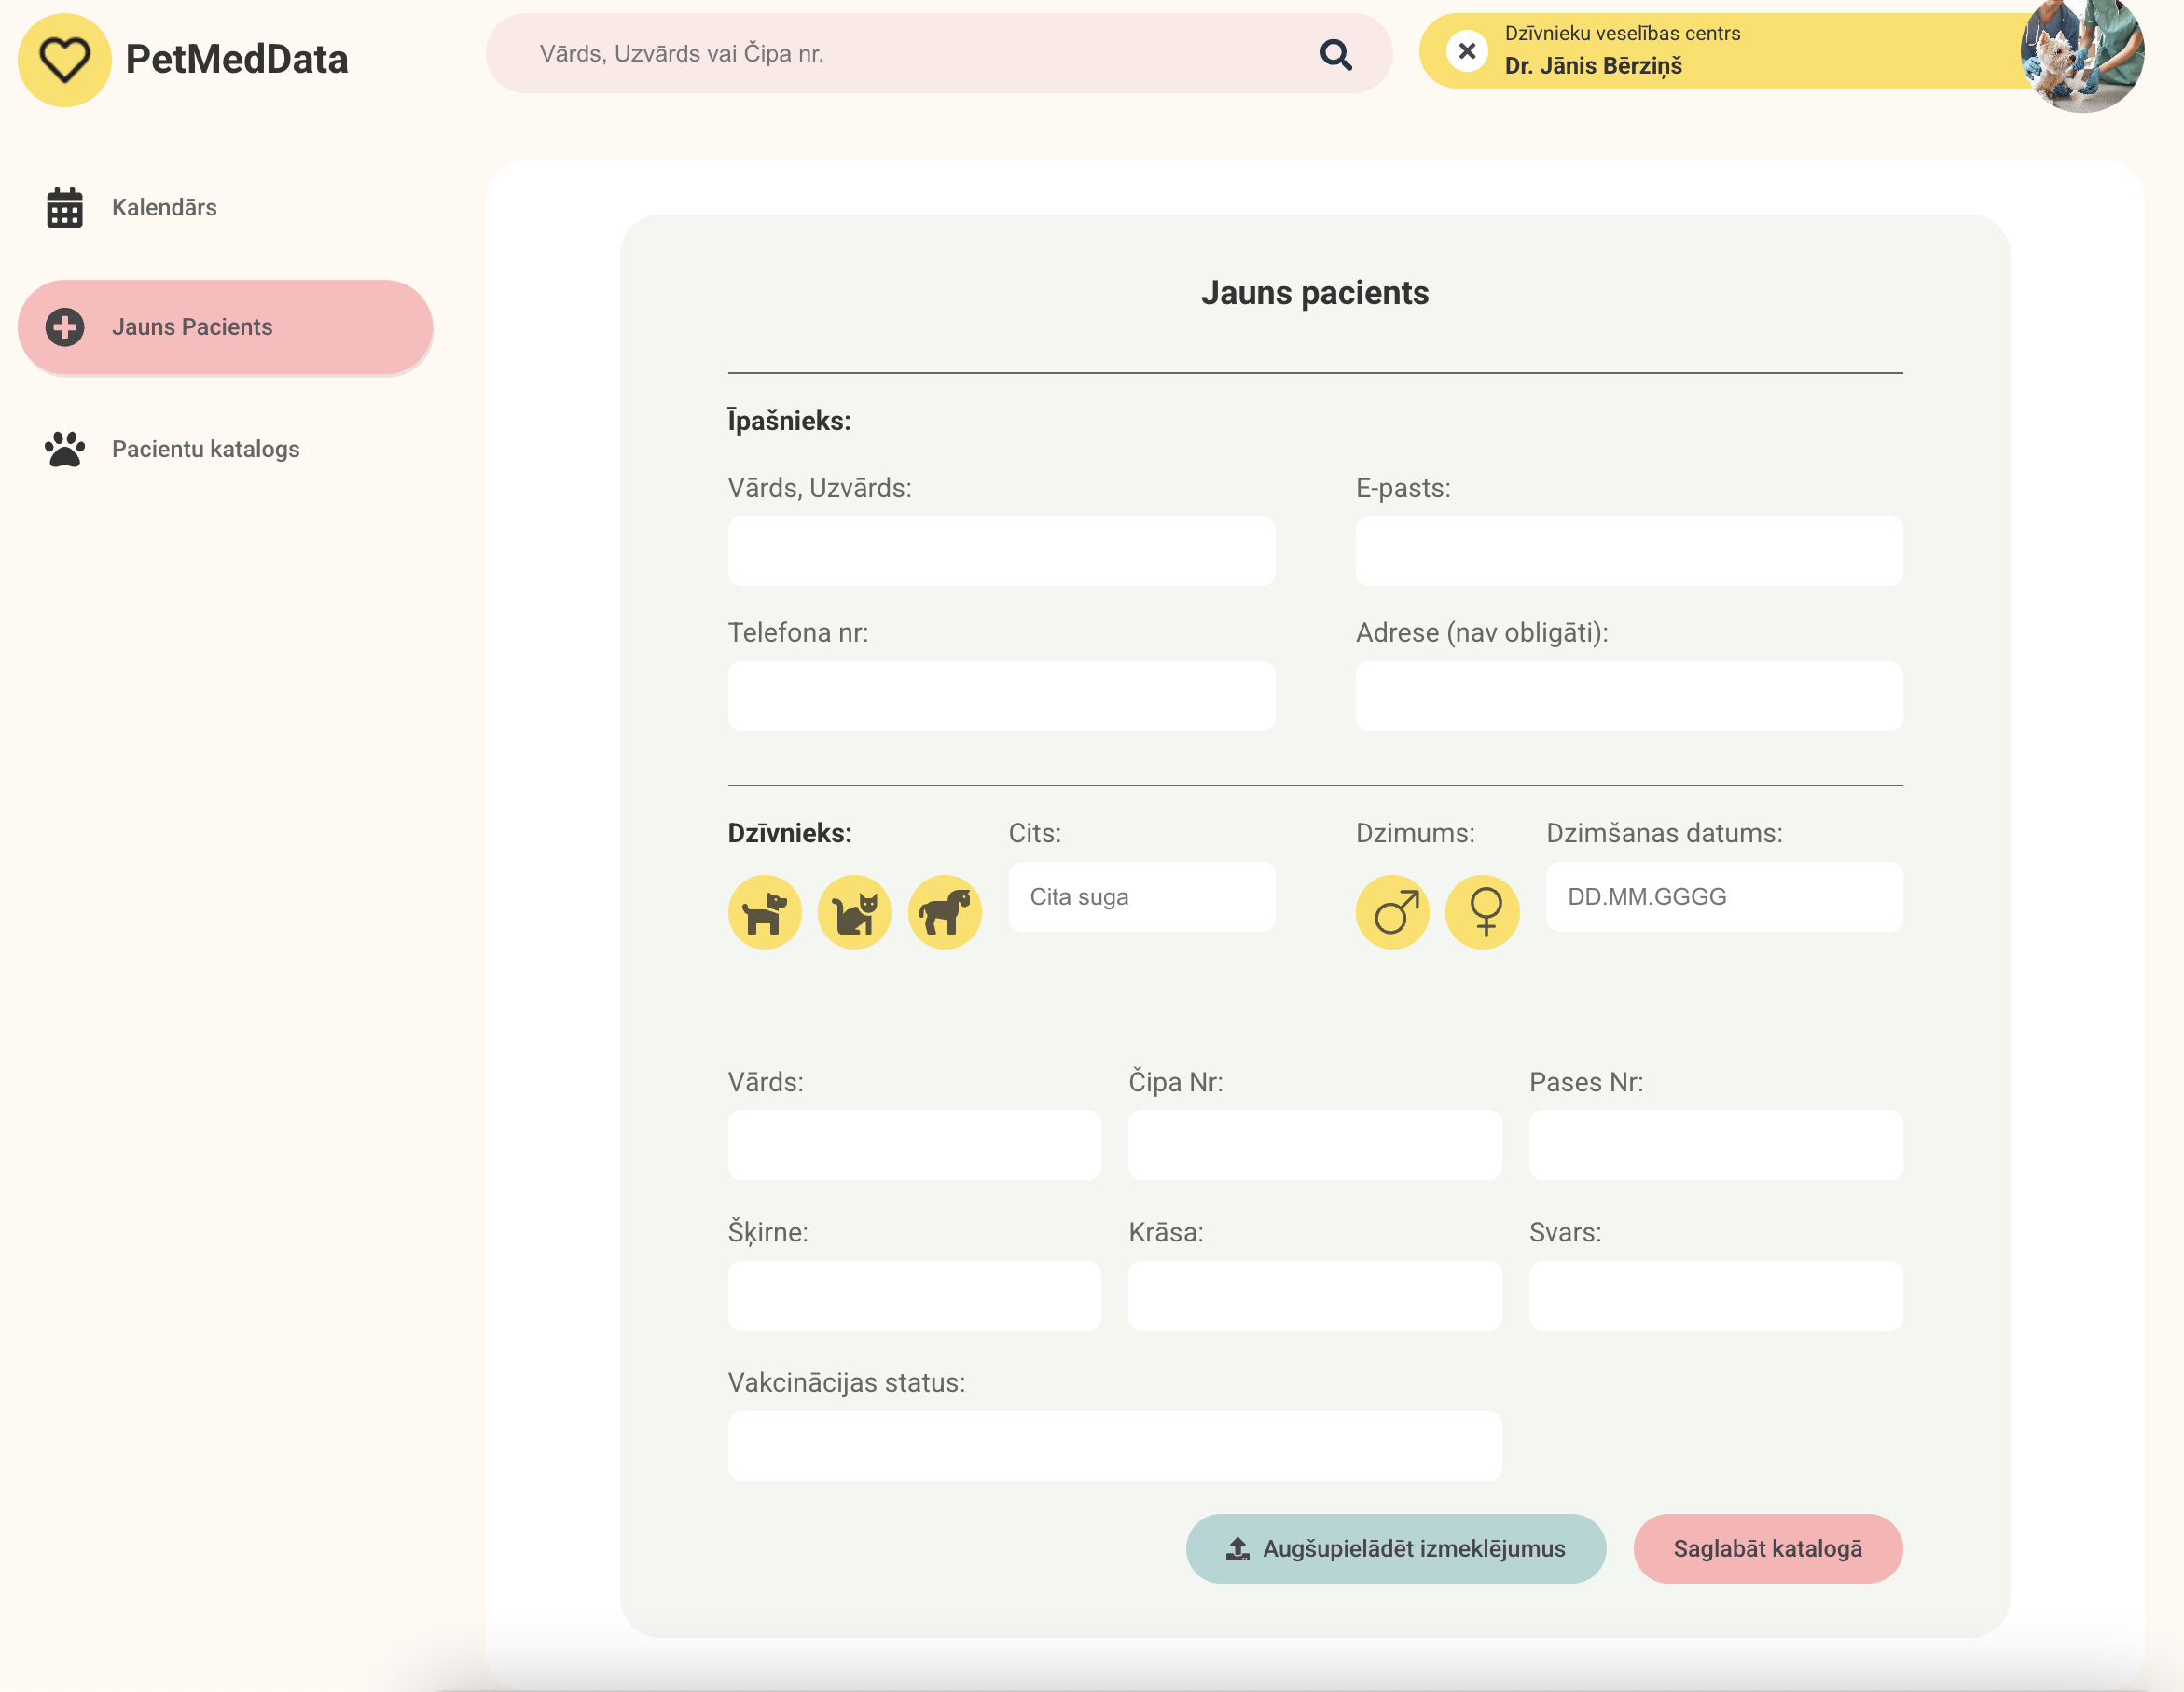 PetMedData
Vārds, Uzvārds vai Čipa nr.
Dzīvnieku veselības centrs
Dr. Jānis Bērziņš
Kalendārs
Jauns Pacients
Pacientu katalogs
Jauns pacients
Īpašnieks:
Vārds, Uzvārds:
E-pasts:
Telefona nr:
Adrese (nav obligāti):
Dzīvnieks:
Cits:
Dzimums:
Dzimšanas datums:
Cita suga
DD.MM.GGGG
Vārds:
Čipa Nr:
Pases Nr:
Šķirne:
Krāsa:
Svars:
Vakcinācijas status:
Augšupielādēt izmeklējumus
Saglabāt katalogā